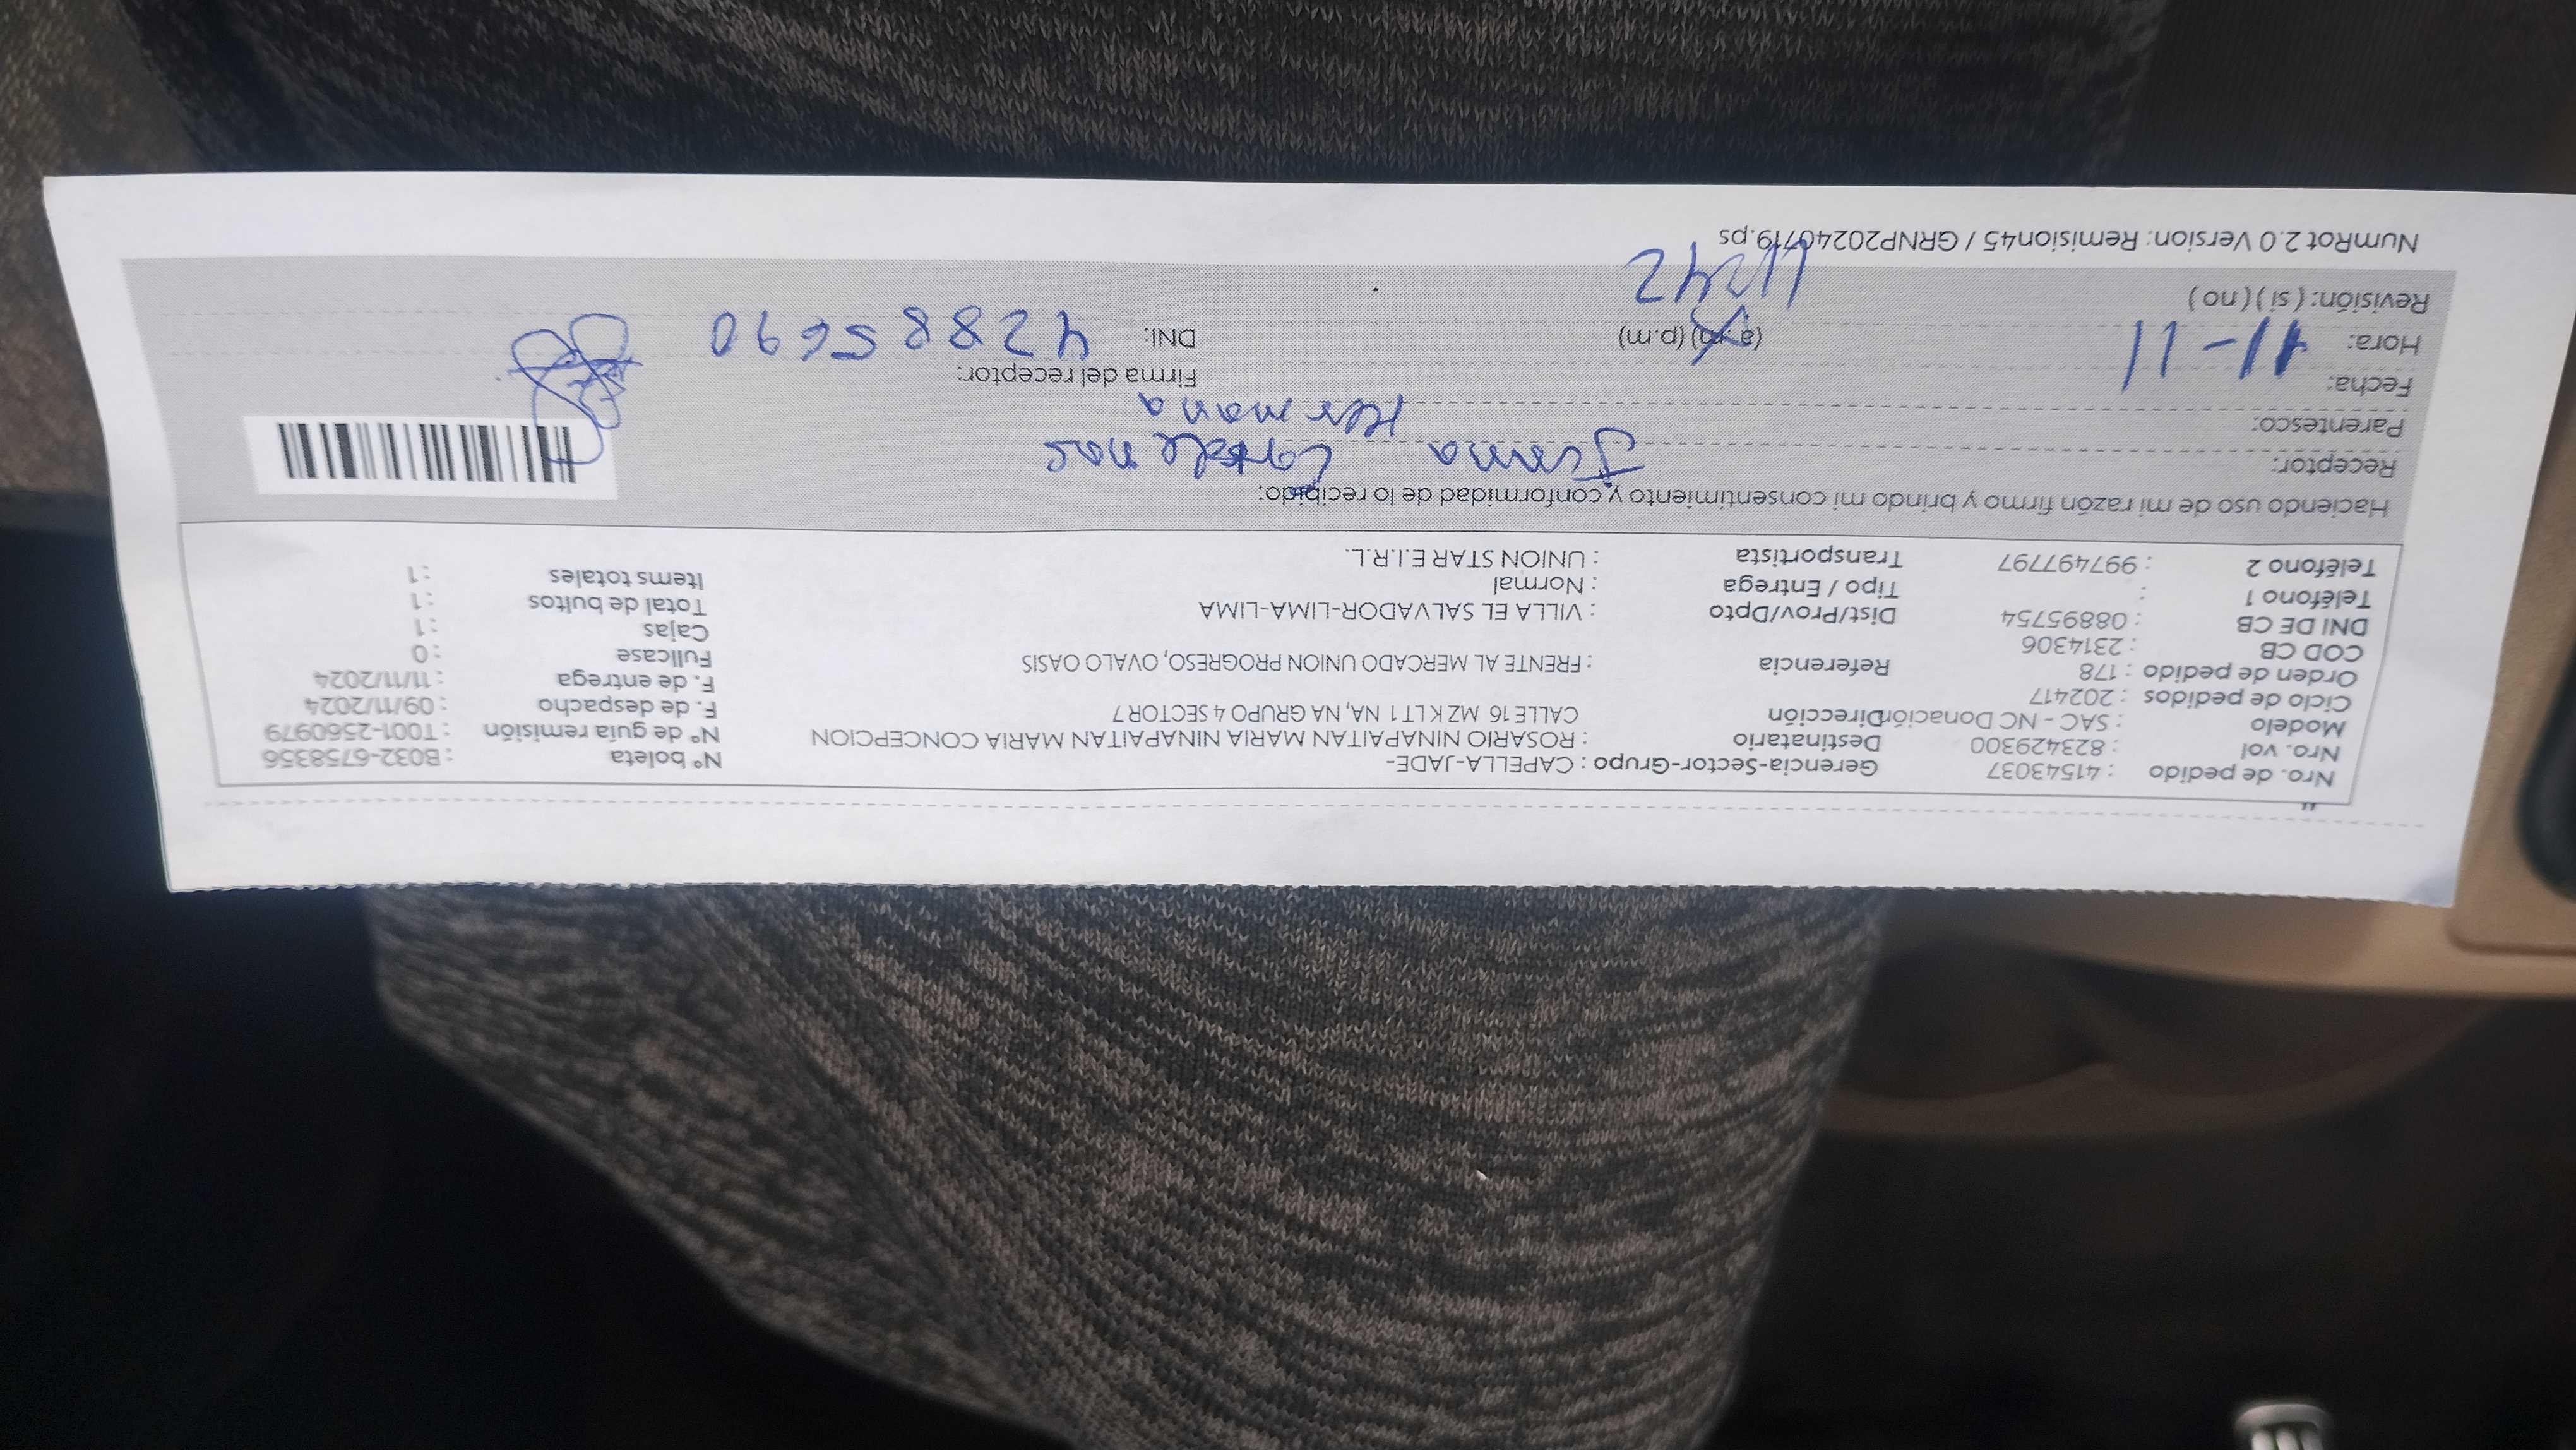 Nro. de pedido : 41543037 Gerencia-Sector-Grupo : CAPELLA-JADE- N° boleta : B032-6758356
Nro. vol : 823429300 Destinatario : ROSARIO NINAPAITAN MARIA NINAPAITAN MARIA CONCEPCION N° de guía remisión : T001-2560979
Modelo : SAC - NC Donación Dirección CALLE 16 MZ K LT 1 NA, NA GRUPO 4 SECTOR 7 F. de despacho : 09/11/2024
Ciclo de pedidos : 202417 F. de entrega : 11/11/2024
Orden de pedido : 178 Referencia : FRENTE AL MERCADO UNION PROGRESO, OVALO OASIS Fullcase : 0
COD CB : 2314306 Cajas : 1
DNI DE CB : 08895754 Dist/Prov/Dpto : VILLA EL SALVADOR-LIMA-LIMA Total de bultos : 1
Teléfono 1 : Tipo / Entrega : Normal Items totales : 1
Teléfono 2 : 997497797 Transportista : UNION STAR E.I.R.L.
Haciendo uso de mi razón firmo y brindo mi consentimiento y conformidad de lo recibido:
Receptor:
Parentesco: Hermana
Fecha: 11-11 Firma del receptor:
Hora: (a.m) (p.m) DNI: 42885690
Revisión: ( si ) ( no )
NumRot 2.0 Version: Remision45 / GRNP20240719.ps